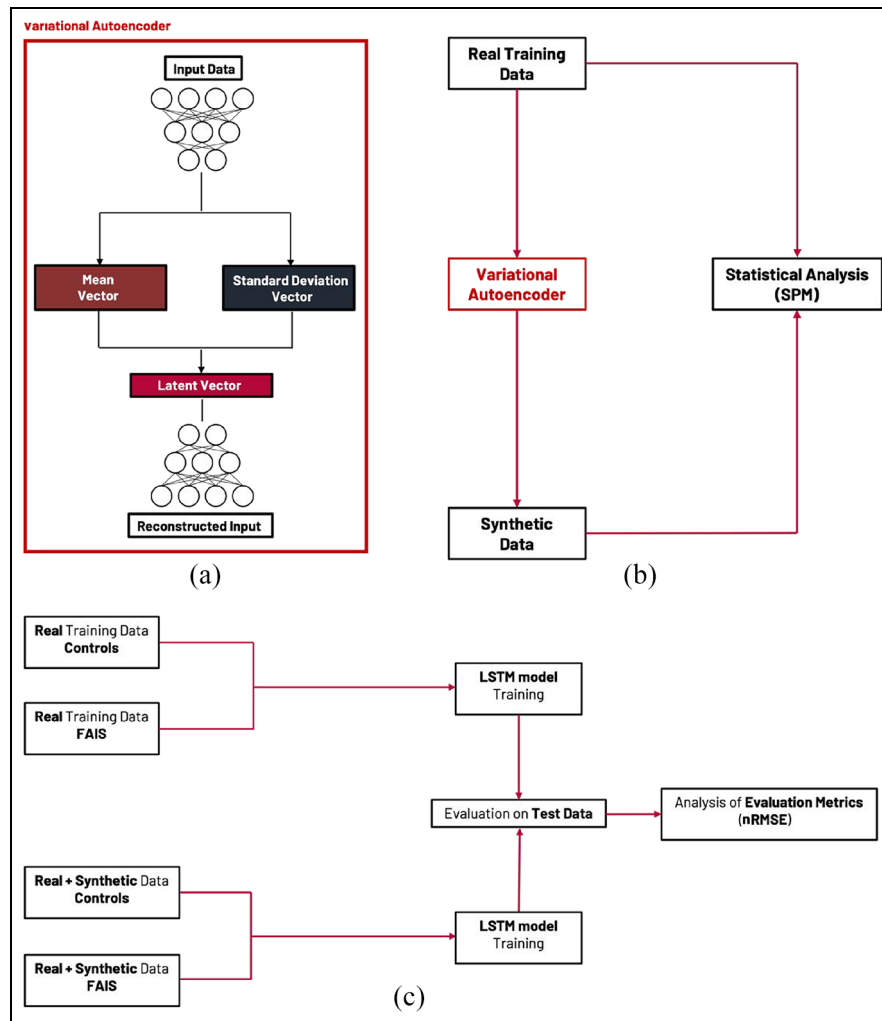 Variational Autoencoder
Input Data
Mean
Vector
Standard Deviation
Vector
Latent Vector
Reconstructed Input
(a)
Real Training
Data
Variational
Autoencoder
Statistical Analysis
(SPM)
Synthetic
Data
(b)
Real Training Data
Controls
Real Training Data
FAIS
LSTM model
Training
Evaluation on Test Data
Analysis of Evaluation Metrics
(nRMSE)
Real + Synthetic Data
Controls
Real + Synthetic Data
FAIS
LSTM model
Training
(c)